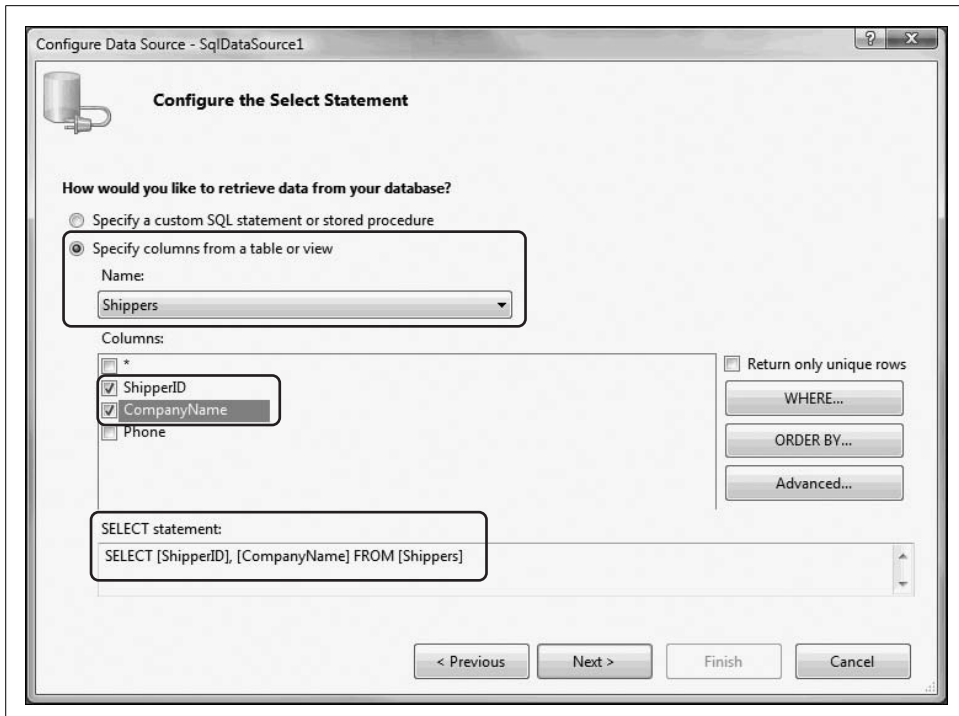 Configure Data Source - SqlDataSource1
Configure the Select Statement
How would you like to retrieve data from your database?
Specify a custom SQL statement or stored procedure
Specify columns from a table or view
Name:
Shippers
Columns:
*
Return only unique rows
ShipperID
WHERE...
CompanyName
Phone
ORDER BY...
Advanced...
SELECT statement:
SELECT [ShipperID], [CompanyName] FROM [Shippers]
< Previous
Next >
Finish
Cancel